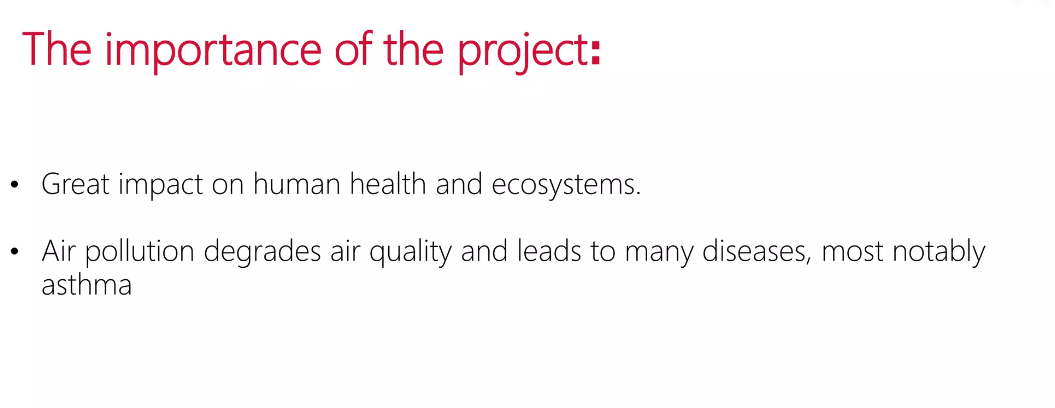 The importance of the project:
• Great impact on human health and ecosystems.
• Air pollution degrades air quality and leads to many diseases, most notably
asthma